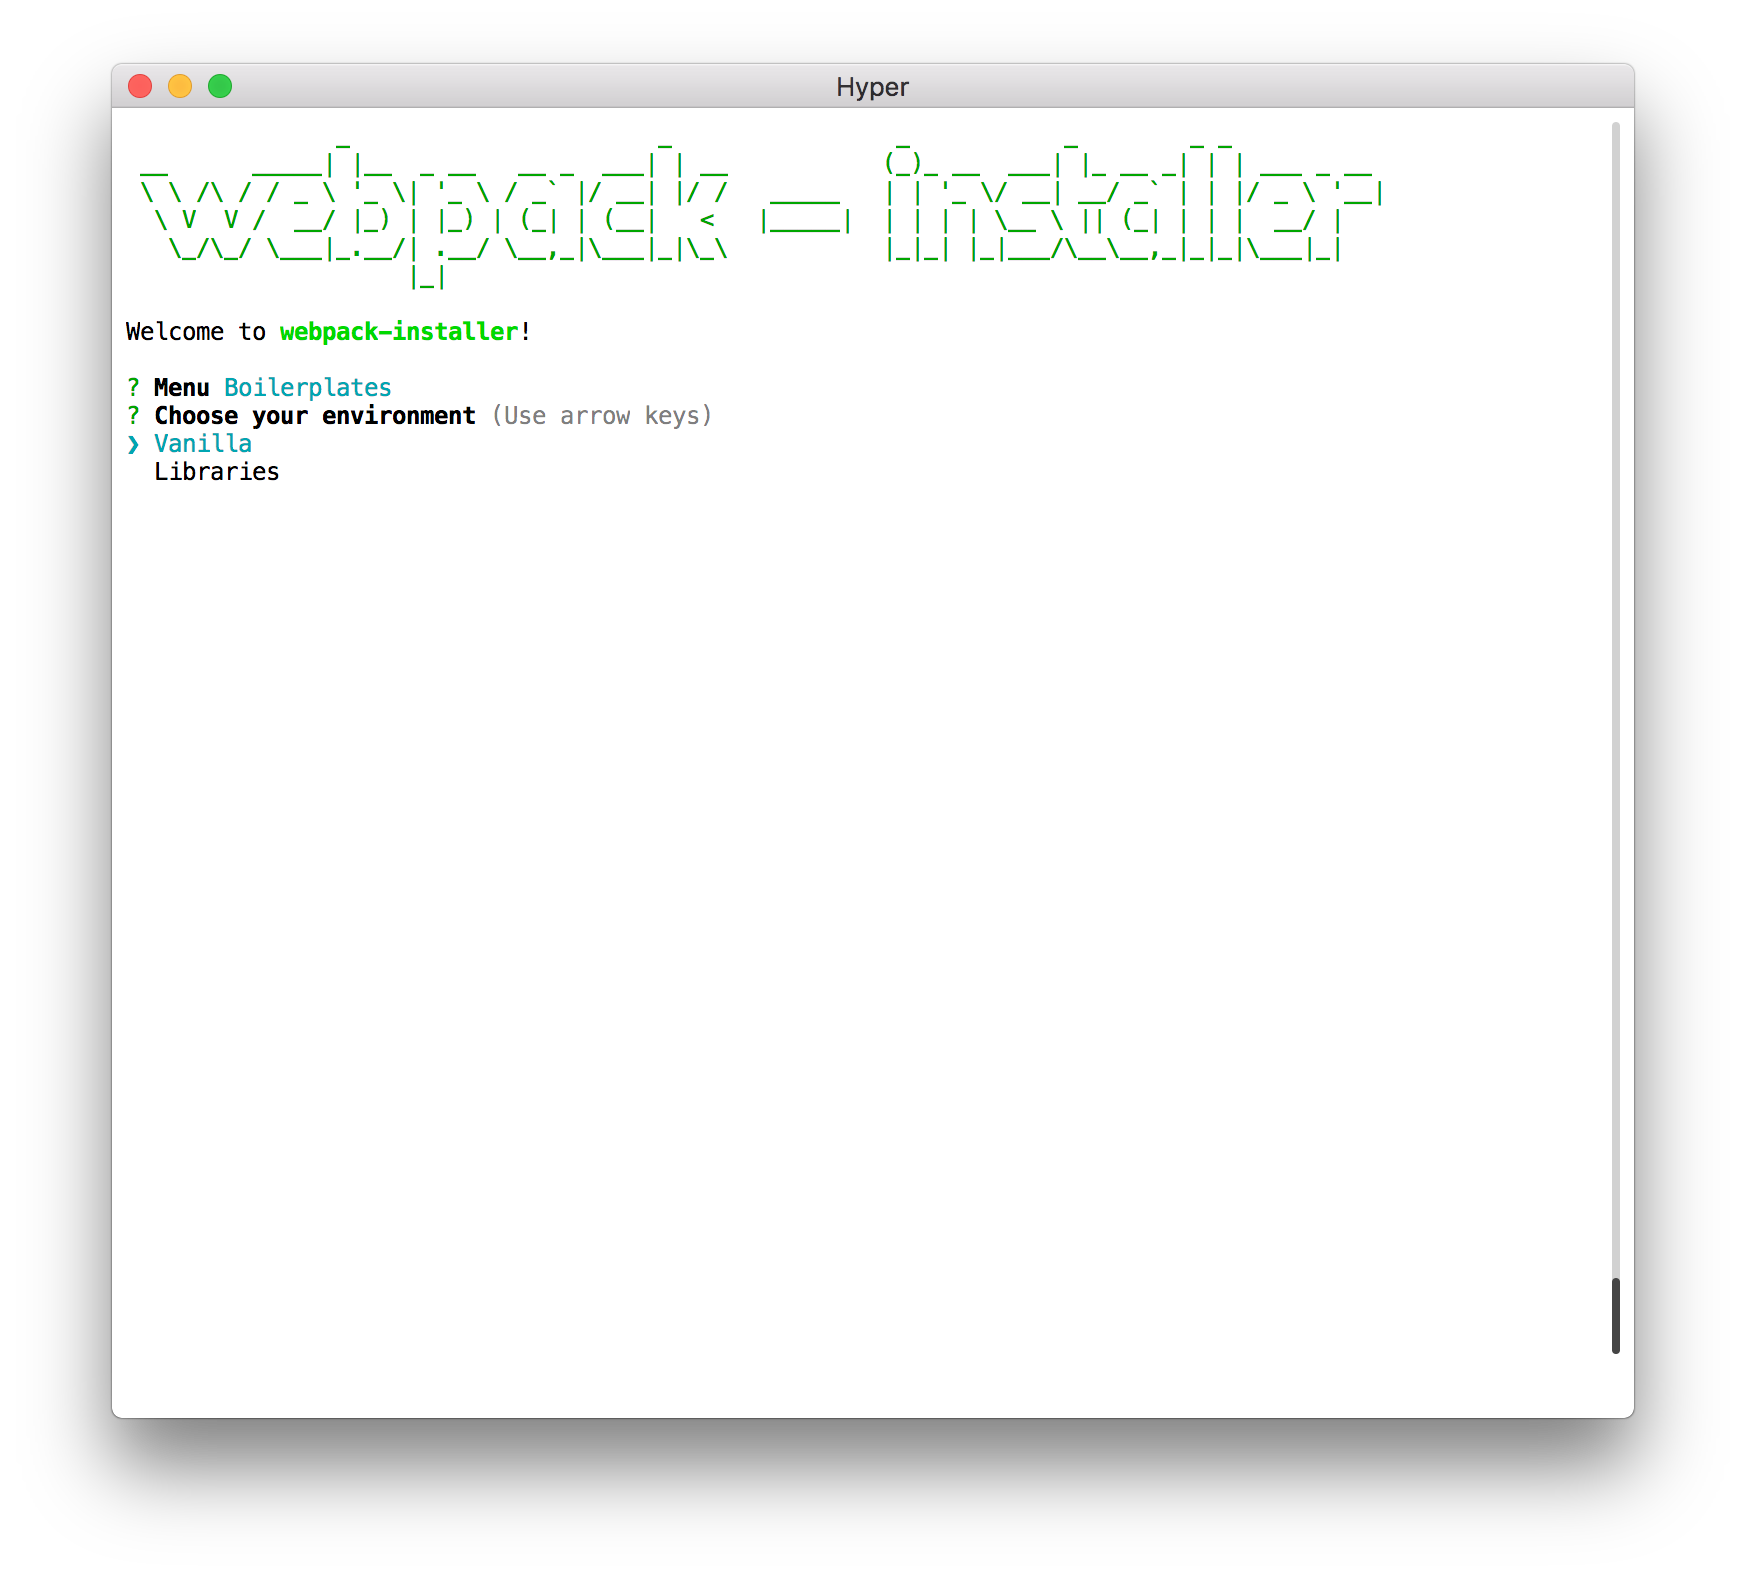 Hyper
webpack - installer
Welcome to webpack-installer!
? Menu Boilerplates
? Choose your environment (Use arrow keys)
❯ Vanilla
Libraries